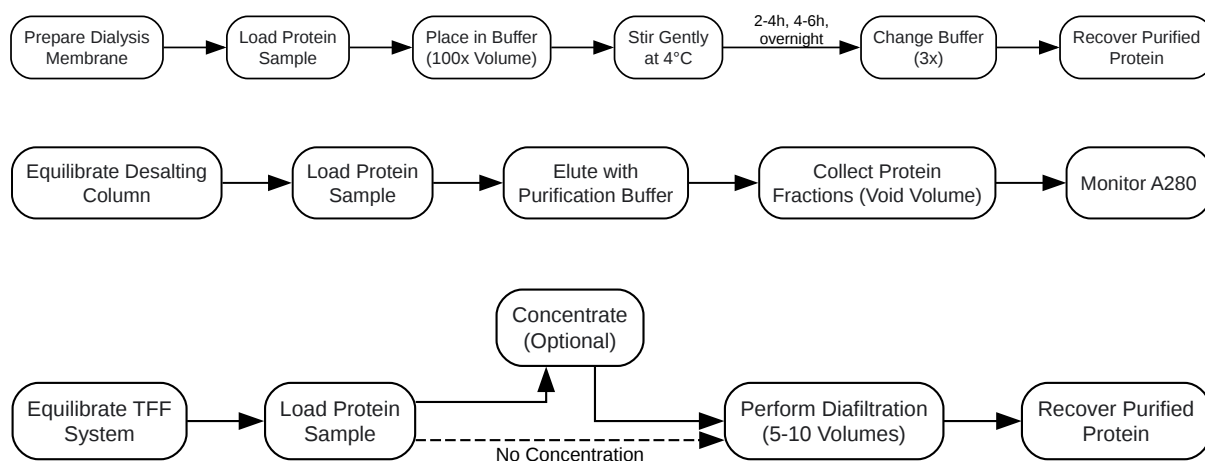 Prepare Dialysis
Membrane
Load Protein
Sample
Place in Buffer
(100x Volume)
Stir Gently
at 4°C
2-4h, 4-6h,
overnight
Change Buffer
(3x)
Recover Purified
Protein
Equilibrate Desalting
Column
Load Protein
Sample
Elute with
Purification Buffer
Collect Protein
Fractions (Void Volume)
Monitor A280
Equilibrate TFF
System
Load Protein
Sample
Concentrate
(Optional)
No Concentration
Perform Diafiltration
(5-10 Volumes)
Recover Purified
Protein